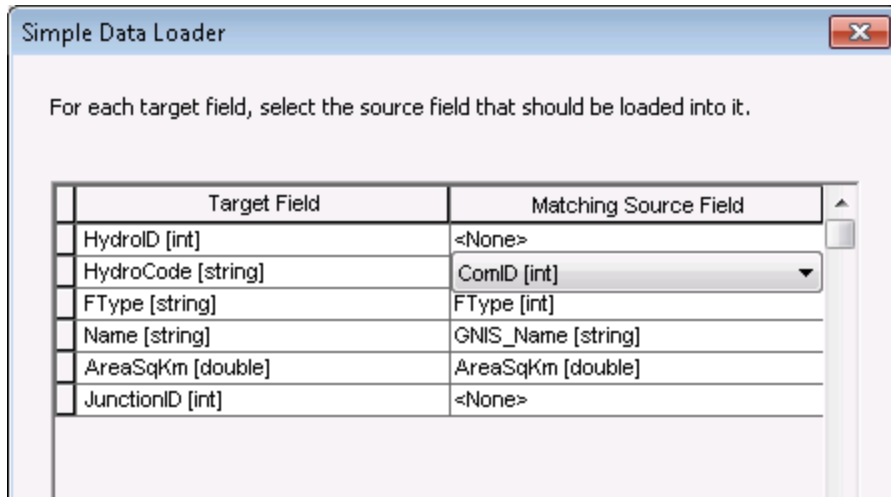 Simple Data Loader
For each target field, select the source field that should be loaded into it.
Target Field Matching Source Field
HydroID [int] <None>
HydroCode [string] ComID [int]
FType [string] FType [int]
Name [string] GNIS_Name [string]
AreaSqKm [double] AreaSqKm [double]
JunctionID [int] <None>